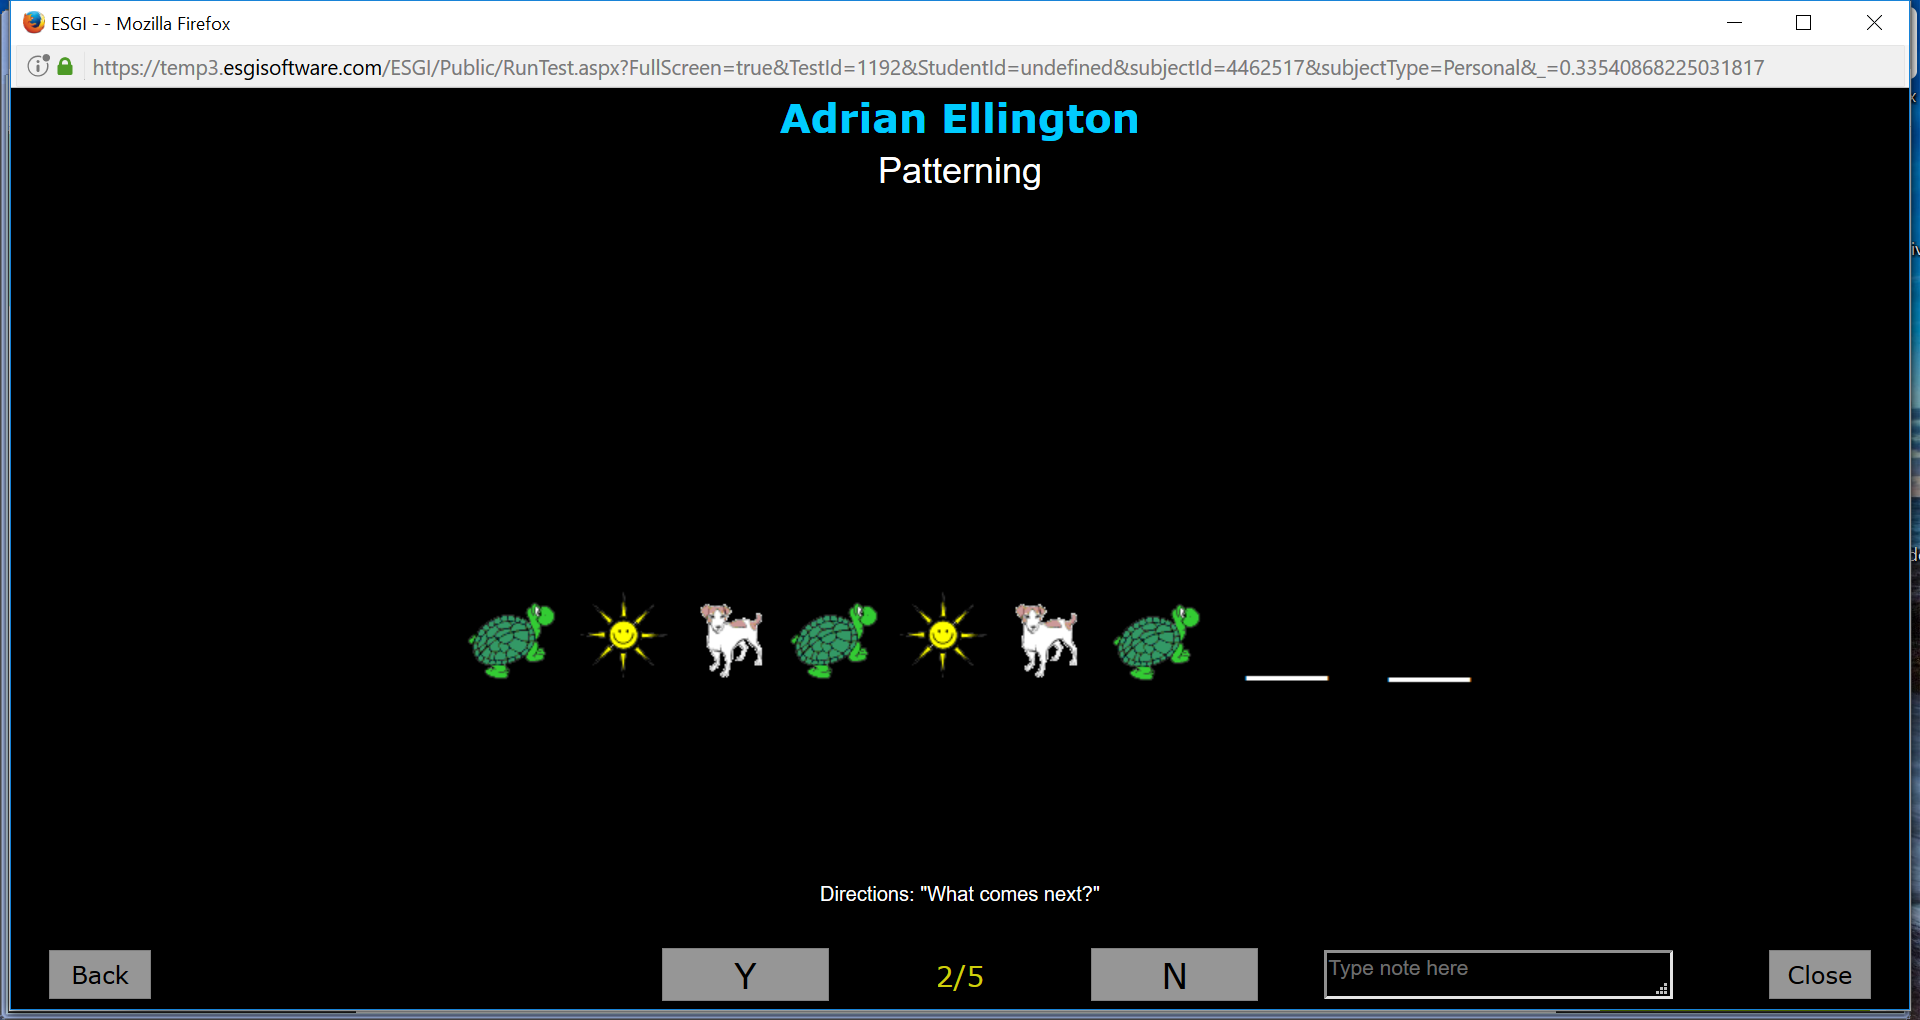 ESGI - - Mozilla Firefox
https://temp3.esgisoftware.com/ESGI/Public/RunTest.aspx?FullScreen=true&TestId=1192&StudentId=undefined&subjectId=4462517&subjectType=Personal&_=0.33540868225031817
Adrian Ellington
Patterning
Directions: "What comes next?"
Back
Y
2/5
N
Type note here
Close